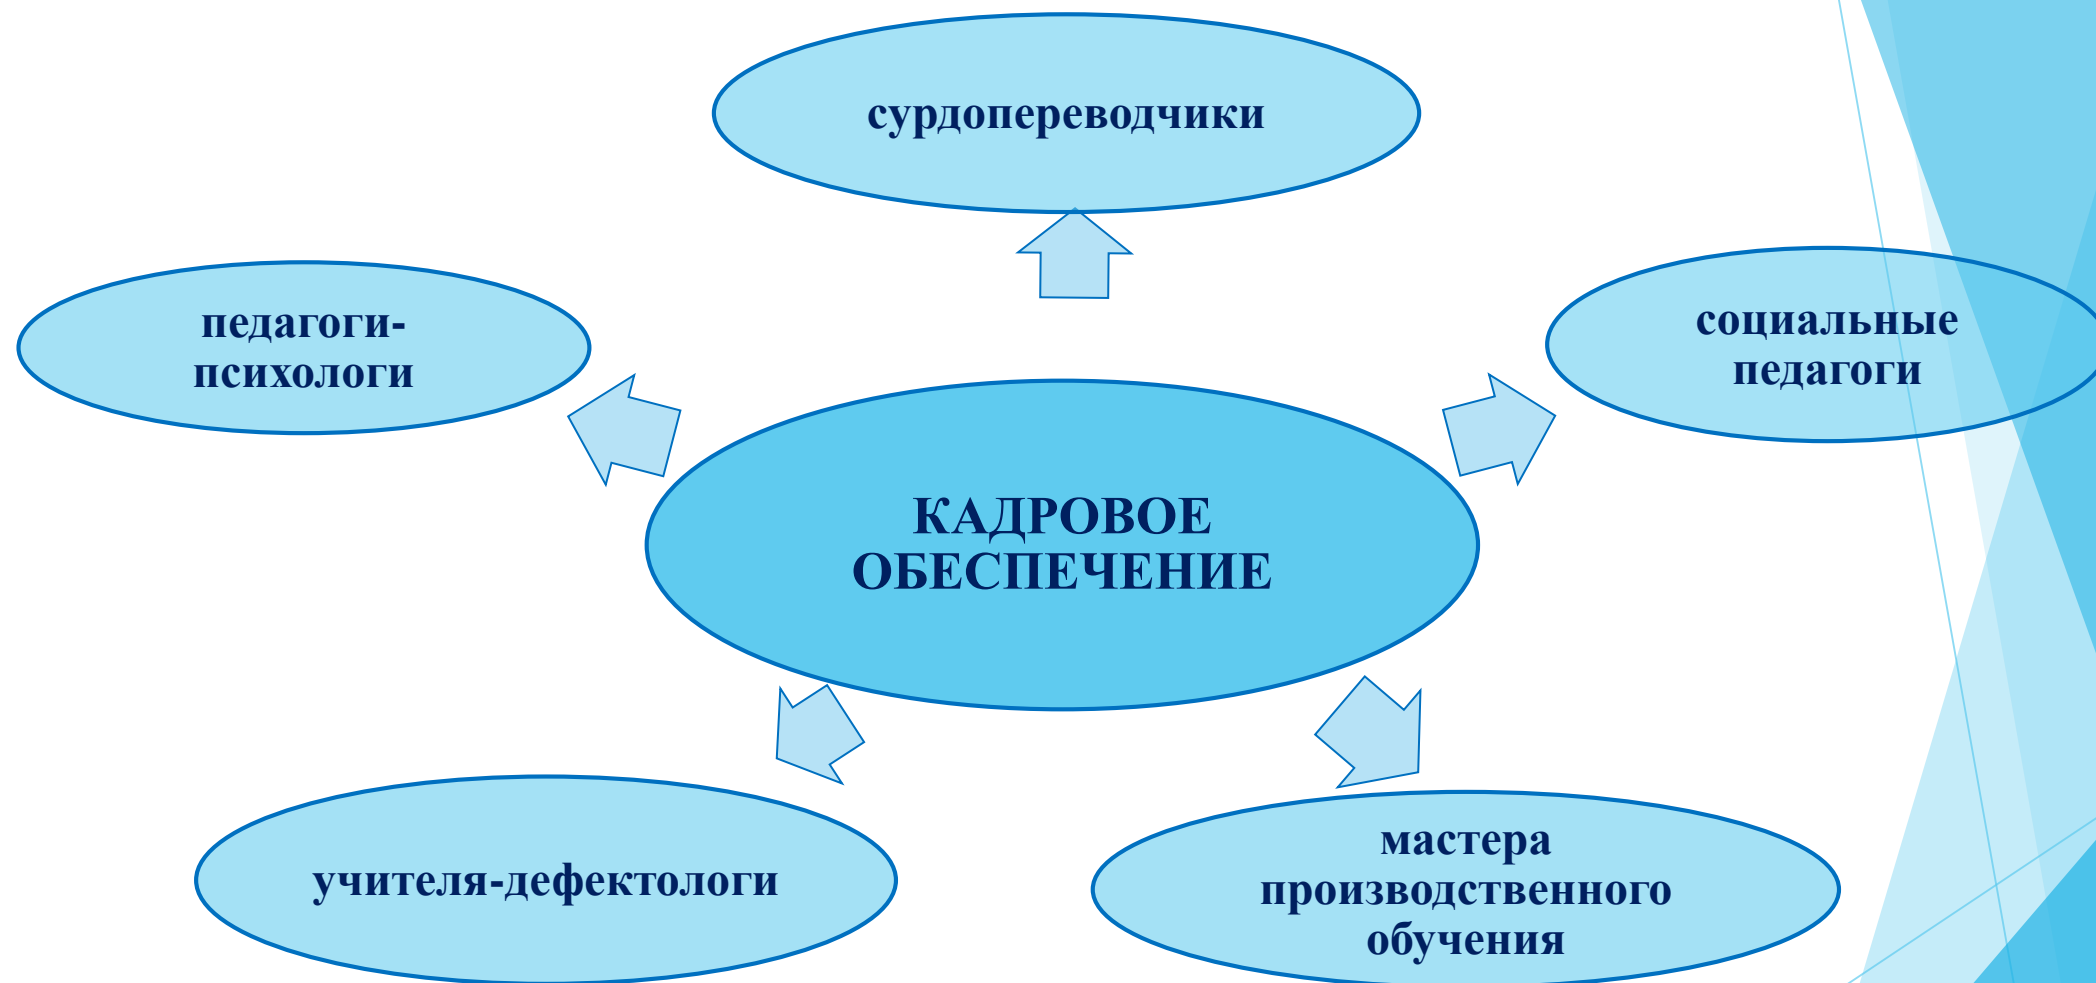 сурдопереводчики
педагоги-
психологи
социальные
педагоги
КАДРОВОЕ
ОБЕСПЕЧЕНИЕ
учителя-дефектологи
мастера
производственного
обучения